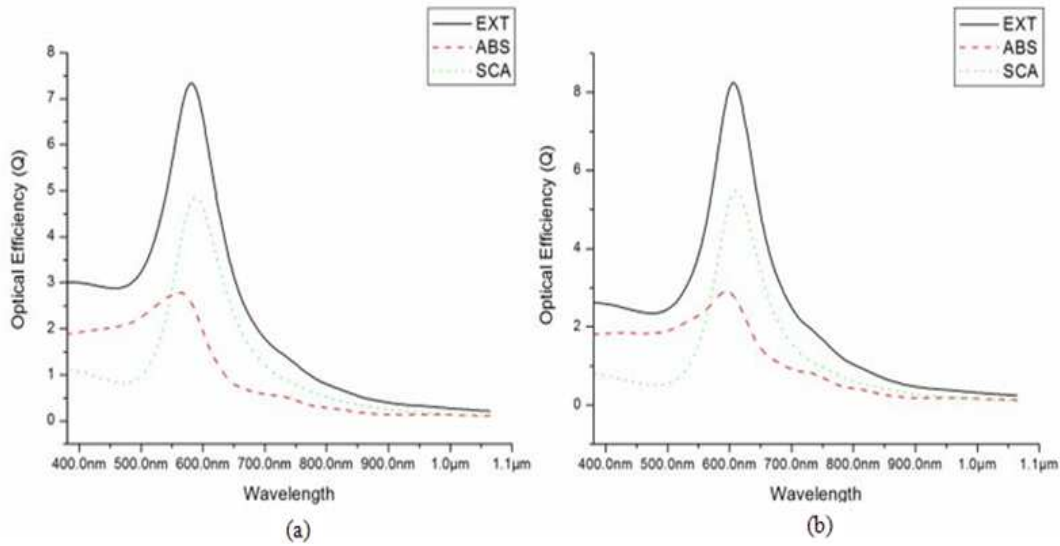 EXT
ABS
SCA
8
7
6
5
4
3
2
1
0
Optical Efficiency (Q)
400.0nm 500.0nm 600.0nm 700.0nm 800.0nm 900.0nm 1.0µm 1.1µm
Wavelength
(a)
EXT
ABS
SCA
8
6
4
2
0
Optical Efficiency (Q)
400.0nm 500.0nm 600.0nm 700.0nm 800.0nm 900.0nm 1.0µm 1.1µm
Wavelength
(b)